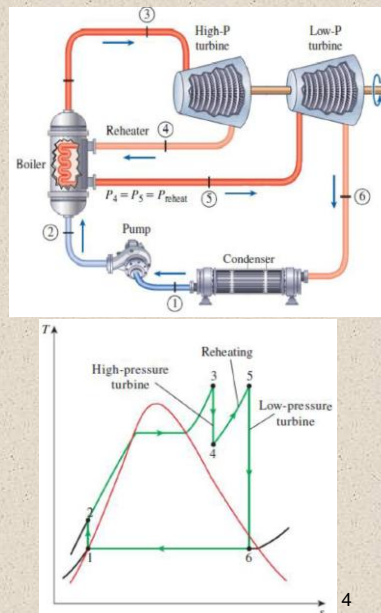 ③
High-P
turbine
Low-P
turbine
Reheater
④
Boiler
P4 = P5 = Preheat
⑤
⑥
②
Pump
Condenser
①
T
Reheating
High-pressure
turbine
3
5
Low-pressure
turbine
4
2
1
6
4